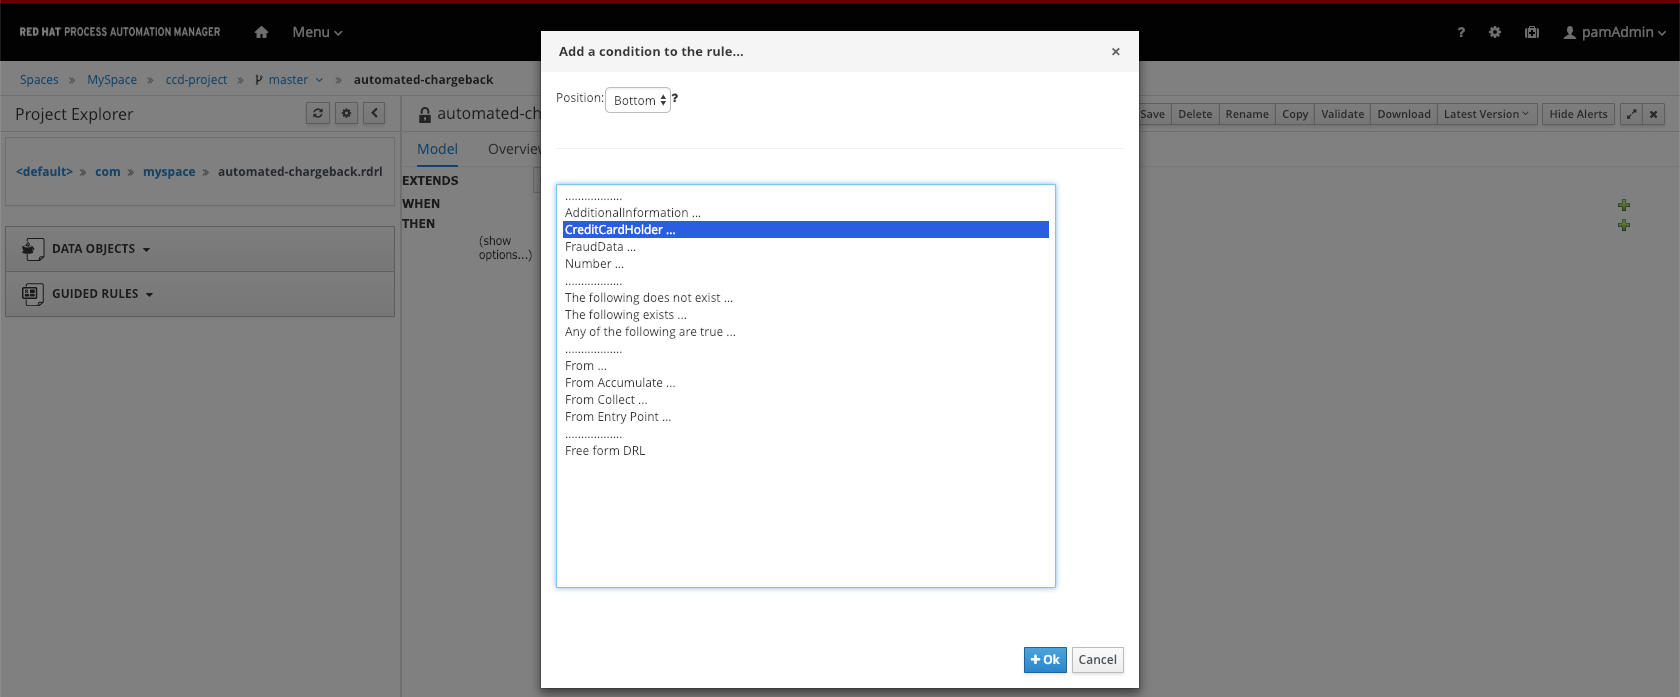 RED HAT PROCESS AUTOMATION MANAGER
Menu
?
pamAdmin
Spaces » MySpace » ccd-project » master » automated-chargeback
Project Explorer
<default> » com » myspace » automated-chargeback.rdrl
DATA OBJECTS
GUIDED RULES
automated-ch
Save
Delete
Rename
Copy
Validate
Download
Latest Version
Hide Alerts
Model
Overview
EXTENDS
WHEN
THEN
(show
options...)
Add a condition to the rule...
×
Position: Bottom ?
..................
AdditionalInformation ...
CreditCardHolder ...
FraudData ...
Number ...
..................
The following does not exist ...
The following exists ...
Any of the following are true ...
..................
From ...
From Accumulate ...
From Collect ...
From Entry Point ...
..................
Free form DRL
+ Ok
Cancel